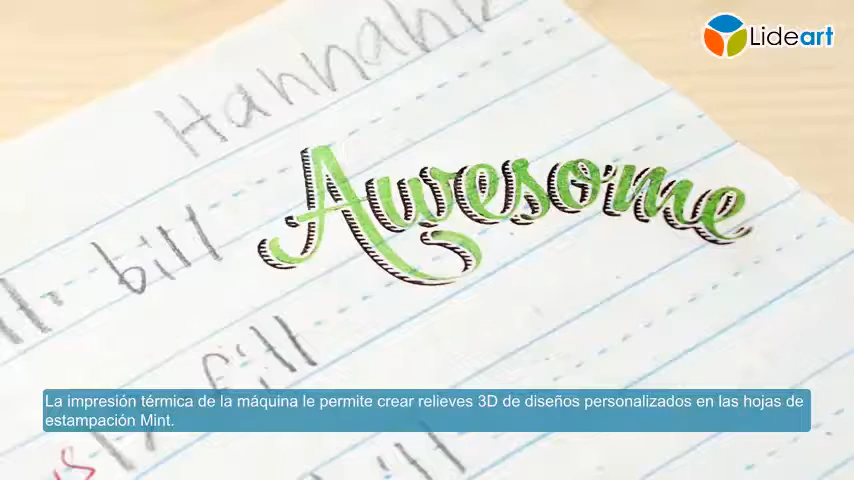 Lideart
Hannah
Awesome
bill
fill
La impresión térmica de la máquina le permite crear relieves 3D de diseños personalizados en las hojas de
estampación Mint.